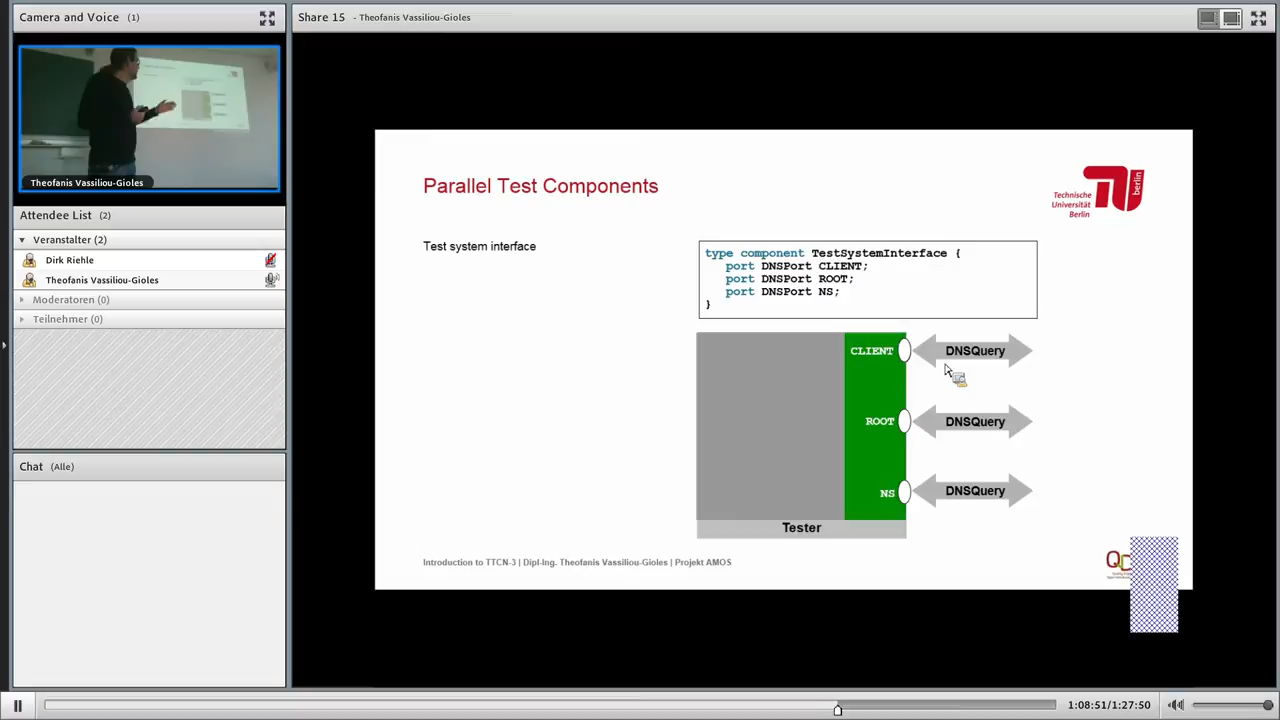 Camera and Voice (1)
Share 15 - Theofanis Vassiliou-Gioles
Theofanis Vassiliou-Gioles
Attendee List (2)
Veranstalter (2)
Dirk Riehle
Theofanis Vassiliou-Gioles
Moderatoren (0)
Teilnehmer (0)
Chat (Alle)
Parallel Test Components
Technische
Universität
Berlin
berlin
Test system interface
type component TestSystemInterface {
port DNSPort CLIENT;
port DNSPort ROOT;
port DNSPort NS;
}
CLIENT
DNSQuery
ROOT
DNSQuery
NS
DNSQuery
Tester
Introduction to TTCN-3 | Dipl-Ing. Theofanis Vassiliou-Gioles | Projekt AMOS
1:08:51/1:27:50